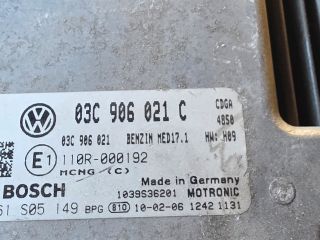 03C 906 021 C
CDGA
4850
03C 906 021 BENZIN MED17.1 HW: H09
E1 110R-000192
MCNG (C)
Made in Germany
BOSCH 1039S36201 MOTRONIC
S05 149 BPG 810 10-02-06 1242 1131